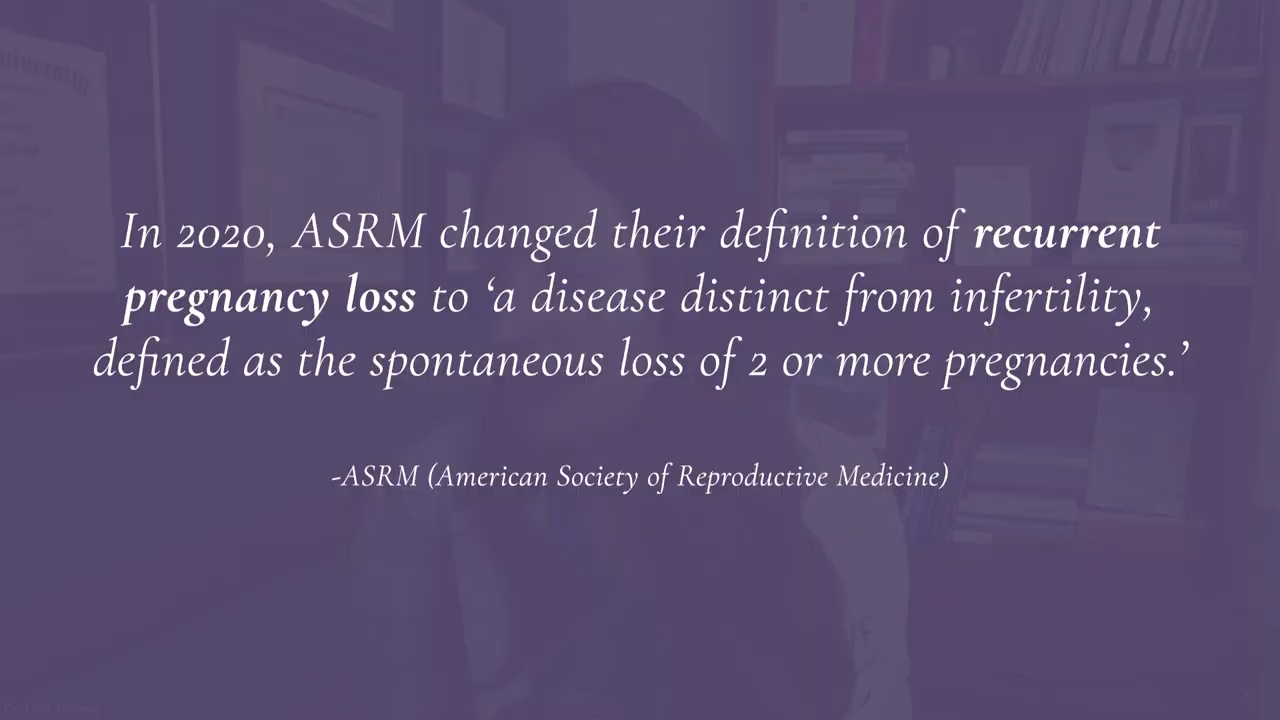 In 2020, ASRM changed their definition of recurrent
pregnancy loss to ‘a disease distinct from infertility,
defined as the spontaneous loss of 2 or more pregnancies.’
-ASRM (American Society of Reproductive Medicine)